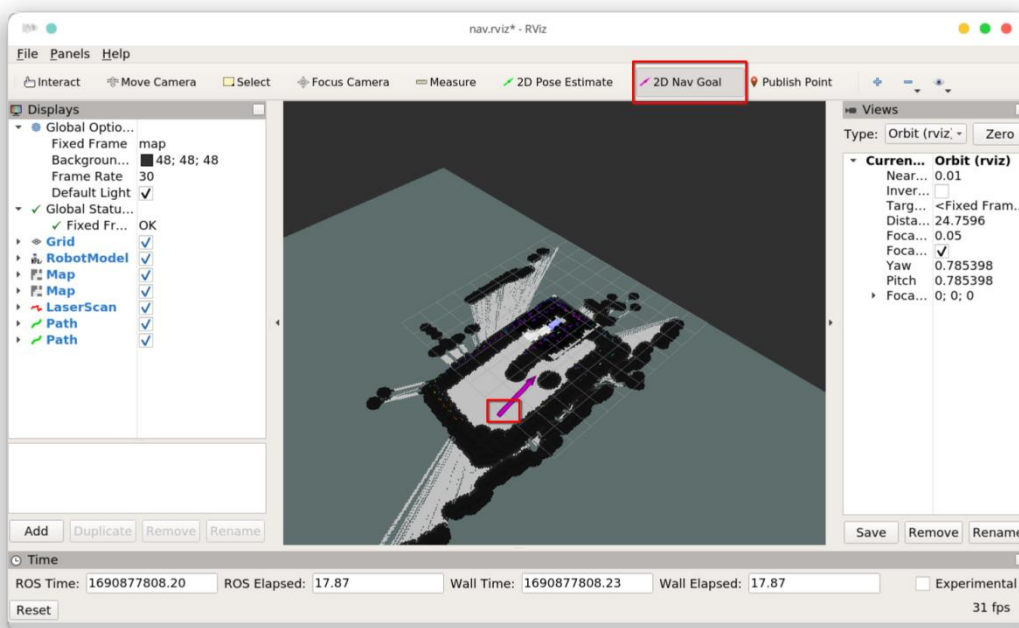 nav.rviz* - RViz
File Panels Help
Interact Move Camera Select Focus Camera Measure 2D Pose Estimate 2D Nav Goal Publish Point
Displays
Global Optio...
Fixed Frame map
Backgroun... 48; 48; 48
Frame Rate 30
Default Light
Global Statu...
Fixed Fr... OK
Grid
RobotModel
Map
Map
LaserScan
Path
Path
Add Duplicate Remove Rename
Views
Type: Orbit (rviz) Zero
Curren... Orbit (rviz)
Near... 0.01
Inver...
Targ... <Fixed Fram...
Dista... 24.7596
Foca... 0.05
Foca...
Yaw 0.785398
Pitch 0.785398
Foca... 0; 0; 0
Save Remove Rename
Time
ROS Time: 1690877808.20 ROS Elapsed: 17.87 Wall Time: 1690877808.23 Wall Elapsed: 17.87 Experimental
Reset 31 fps